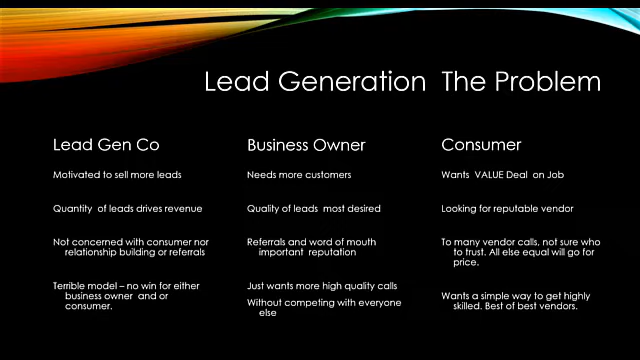 Lead Generation  The Problem
Lead Gen Co
Motivated to sell more leads
Quantity  of leads drives revenue
Not concerned with consumer nor
relationship building or referrals
Terrible model – no win for either
business owner  and or
consumer.
Business Owner
Needs more customers
Quality of leads  most desired
Referrals and word of mouth
important  reputation
Just wants more high quality calls
Without competing with everyone
else
Consumer
Wants  VALUE Deal  on Job
Looking for reputable vendor
To many vendor calls, not sure who
to trust. All else equal will go for
price.
Wants a simple way to get highly
skilled. Best of best vendors.